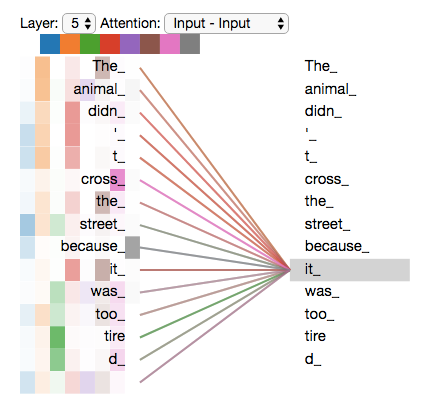 Layer: 5 Attention: Input - Input
The_ The_
animal_ animal_
didn_ didn_
'_ '_
t_ t_
cross_ cross_
the_ the_
street_ street_
because_ because_
it_ it_
was_ was_
too_ too_
tire tire
d_ d_